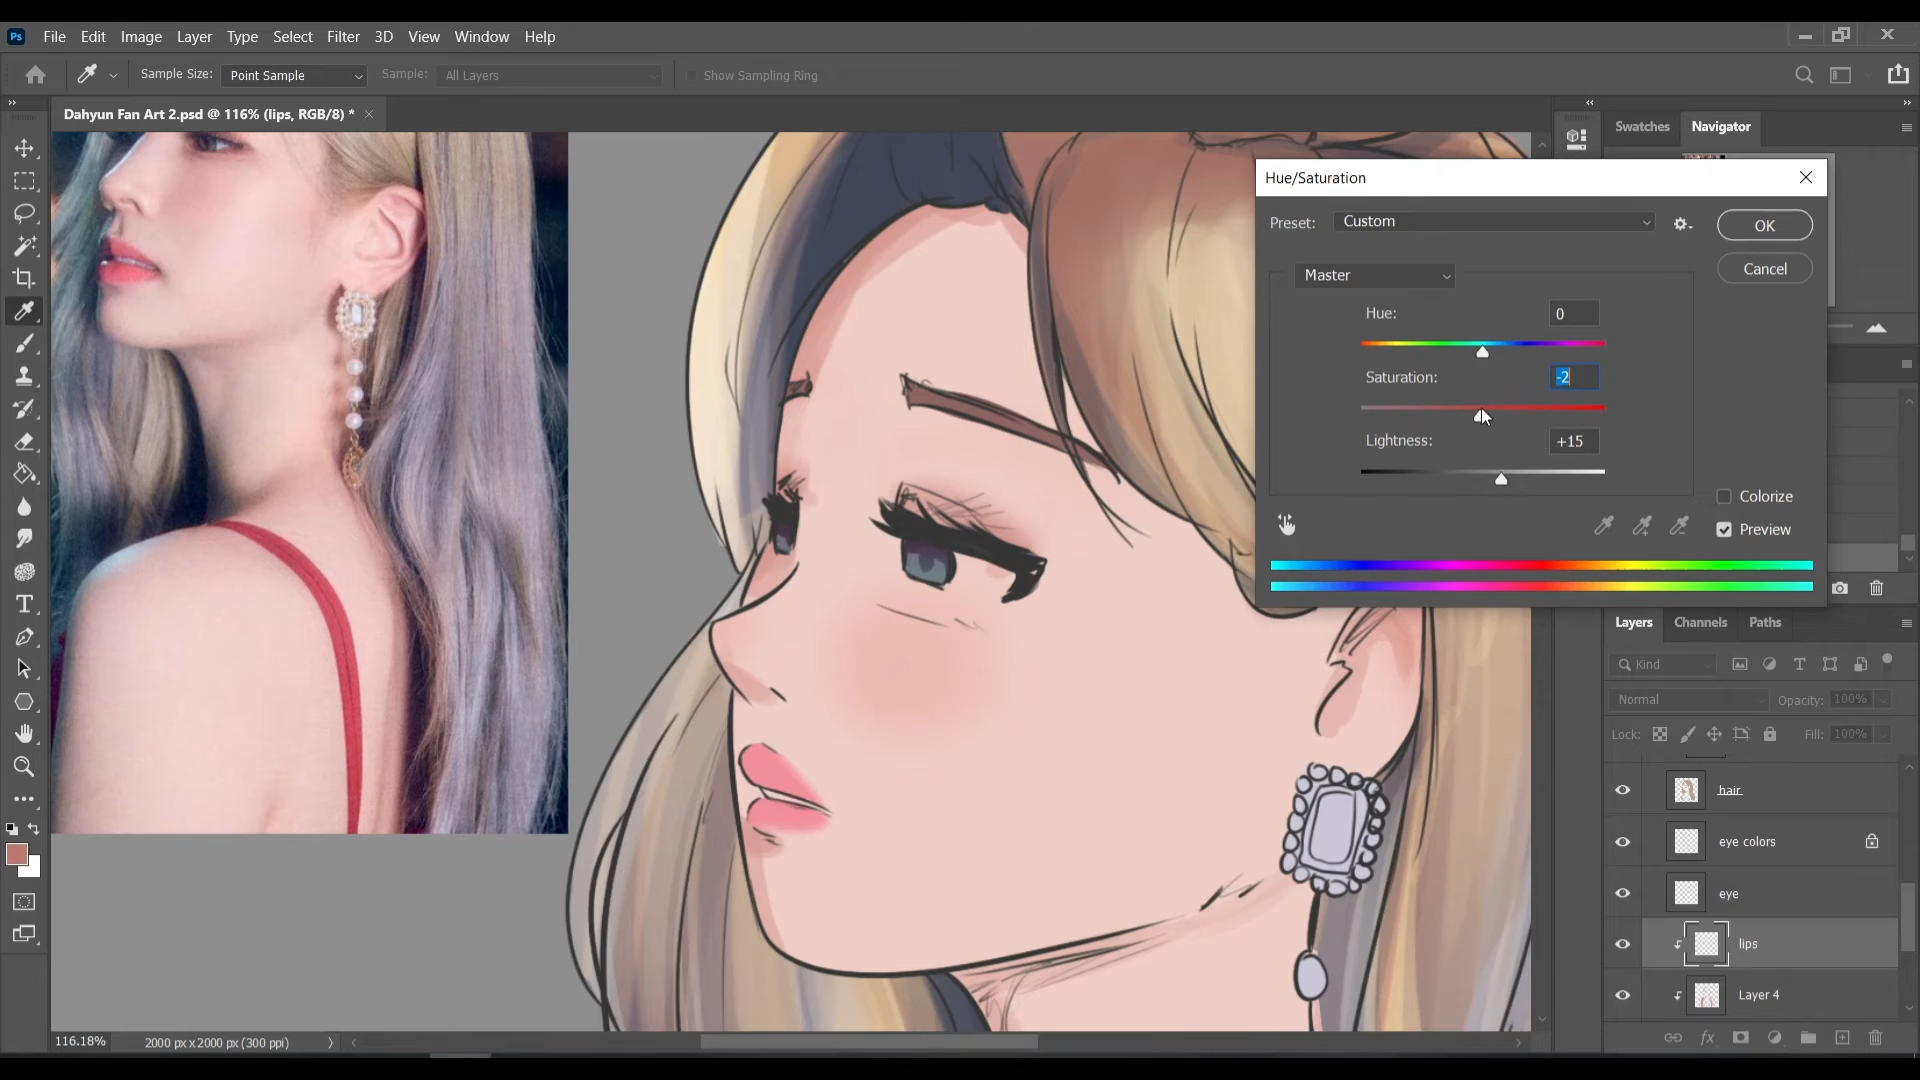 Ps File Edit Image Layer Type Select Filter 3D View Window Help
Sample Size: Point Sample Sample: All Layers Show Sampling Ring
Dahyun Fan Art 2.psd @ 116% (lips, RGB/8) *
Swatches Navigator
Hue/Saturation
Preset: Custom
OK
Master
Cancel
Hue: 0
Saturation: -2
Lightness: +15
Colorize
Preview
Layers Channels Paths
Kind
Normal Opacity: 100%
Lock: Fill: 100%
hair
eye colors
eye
lips
Layer 4
116.18% 2000 px x 2000 px (300 ppi)